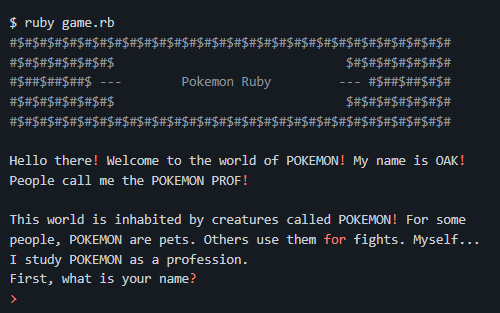 $ ruby game.rb
#$#$#$#$#$#$#$#$#$#$#$#$#$#$#$#$#$#$#$#$#$#$#$#$#$#$#$#$#$#
#$#$#$#$#$#$#$                               $#$#$#$#$#$#$#
#$##$##$##$ ---        Pokemon Ruby         --- #$##$##$#$#
#$#$#$#$#$#$#$                               $#$#$#$#$#$#$#
#$#$#$#$#$#$#$#$#$#$#$#$#$#$#$#$#$#$#$#$#$#$#$#$#$#$#$#$#$#
Hello there! Welcome to the world of POKEMON! My name is OAK!
People call me the POKEMON PROF!
This world is inhabited by creatures called POKEMON! For some
people, POKEMON are pets. Others use them for fights. Myself...
I study POKEMON as a profession.
First, what is your name?
>